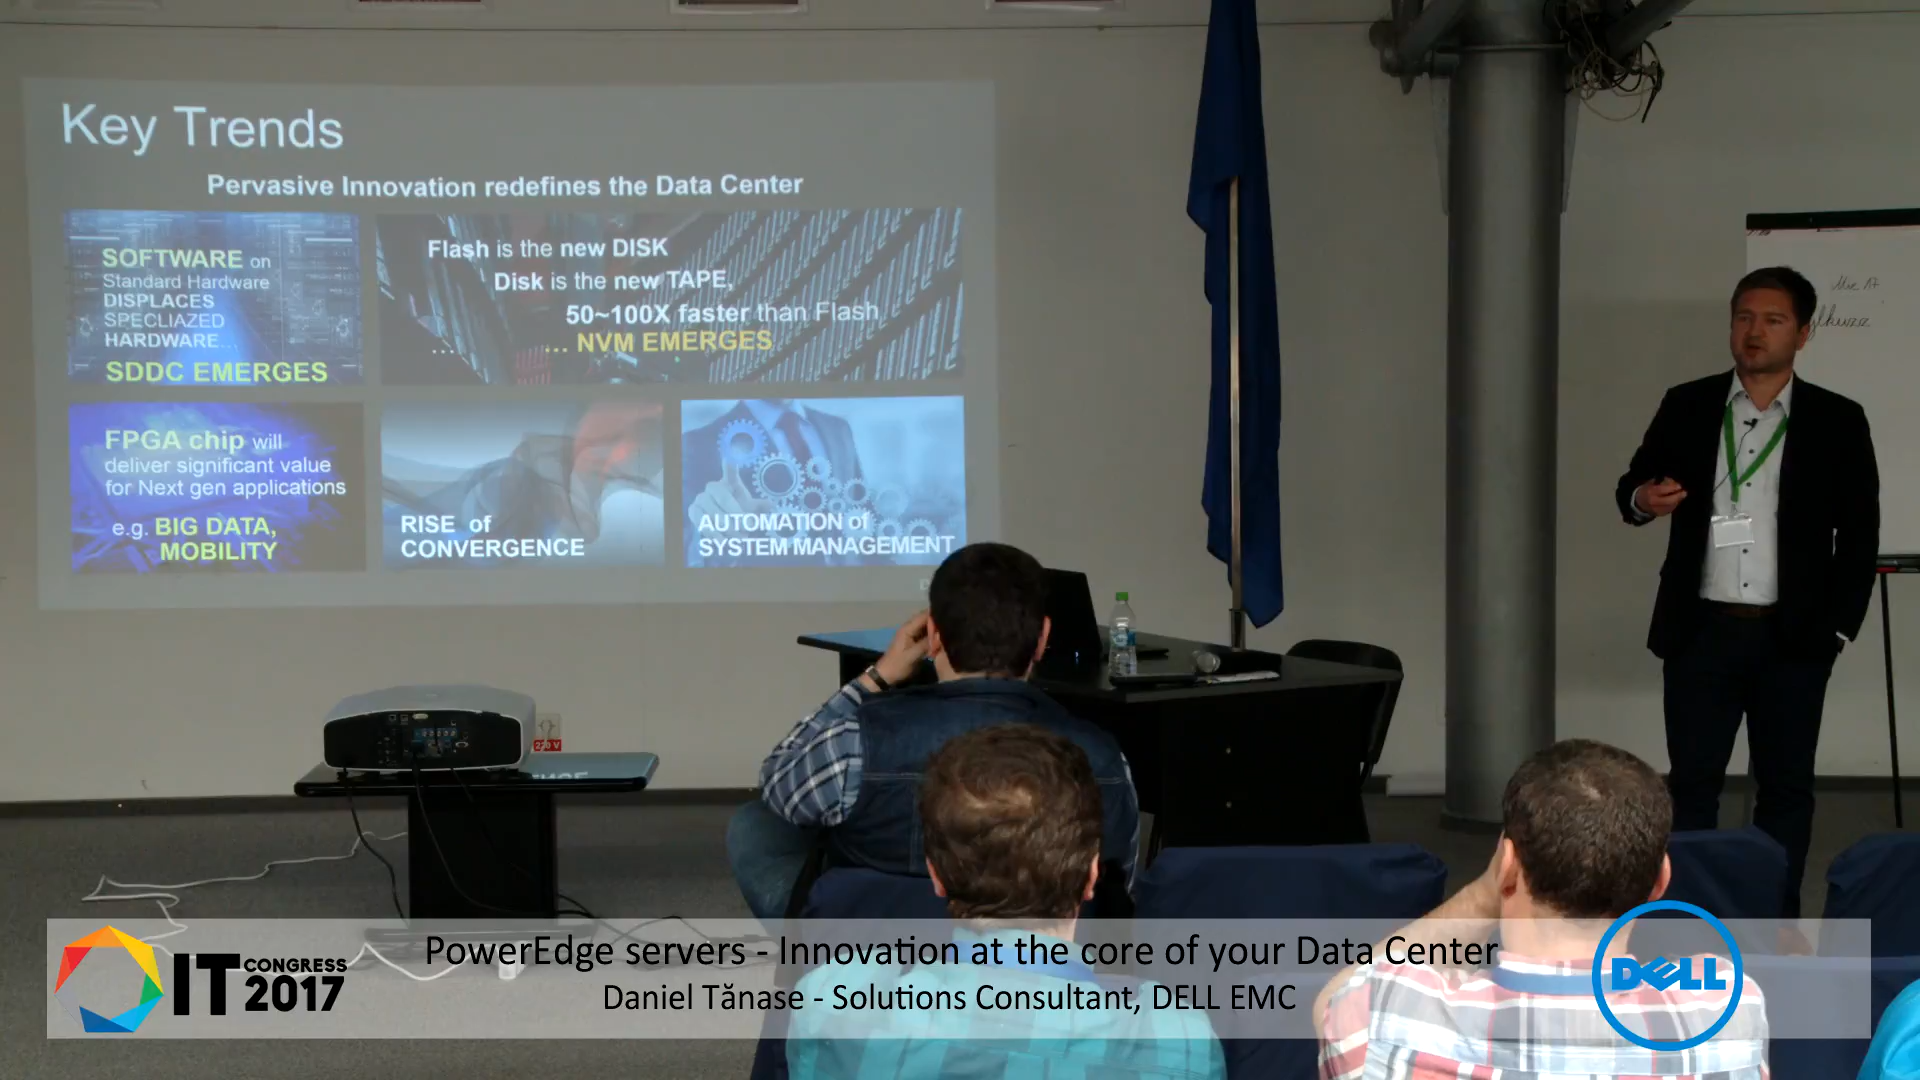 Key Trends
Pervasive Innovation redefines the Data Center
SOFTWARE on
Standard Hardware
DISPLACES
SPECLIAZED
HARDWARE...
SDDC EMERGES
Flash is the new DISK
Disk is the new TAPE,
50~100X faster than Flash
.... ... NVM EMERGES
FPGA chip will
deliver significant value
for Next gen applications
e.g. BIG DATA,
MOBILITY
RISE of
CONVERGENCE
AUTOMATION of
SYSTEM MANAGEMENT
220 V
IT CONGRESS
2017
PowerEdge servers - Innovation at the core of your Data Center
Daniel Tănase - Solutions Consultant, DELL EMC
DELL